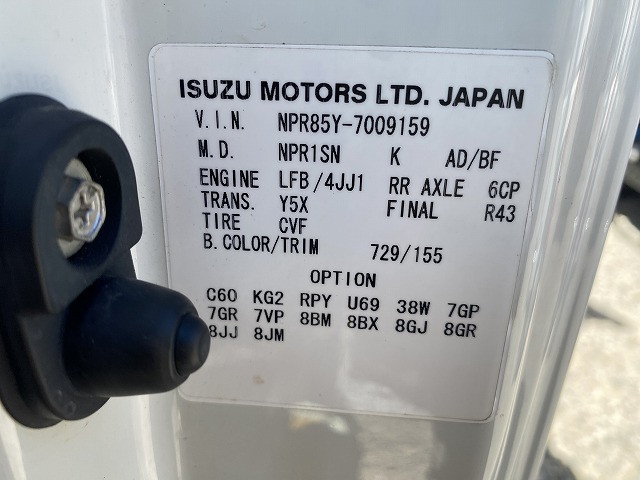 ISUZU MOTORS LTD. JAPAN
V.I.N. NPR85Y-7009159
M.D. NPR1SN K AD/BF
ENGINE LFB/4JJ1 RR AXLE 6CP
TRANS. Y5X FINAL R43
TIRE CVF
B.COLOR/TRIM 729/155
OPTION
C60 KG2 RPY U69 38W 7GP
7GR 7VP 8BM 8BX 8GJ 8GR
8JJ 8JM